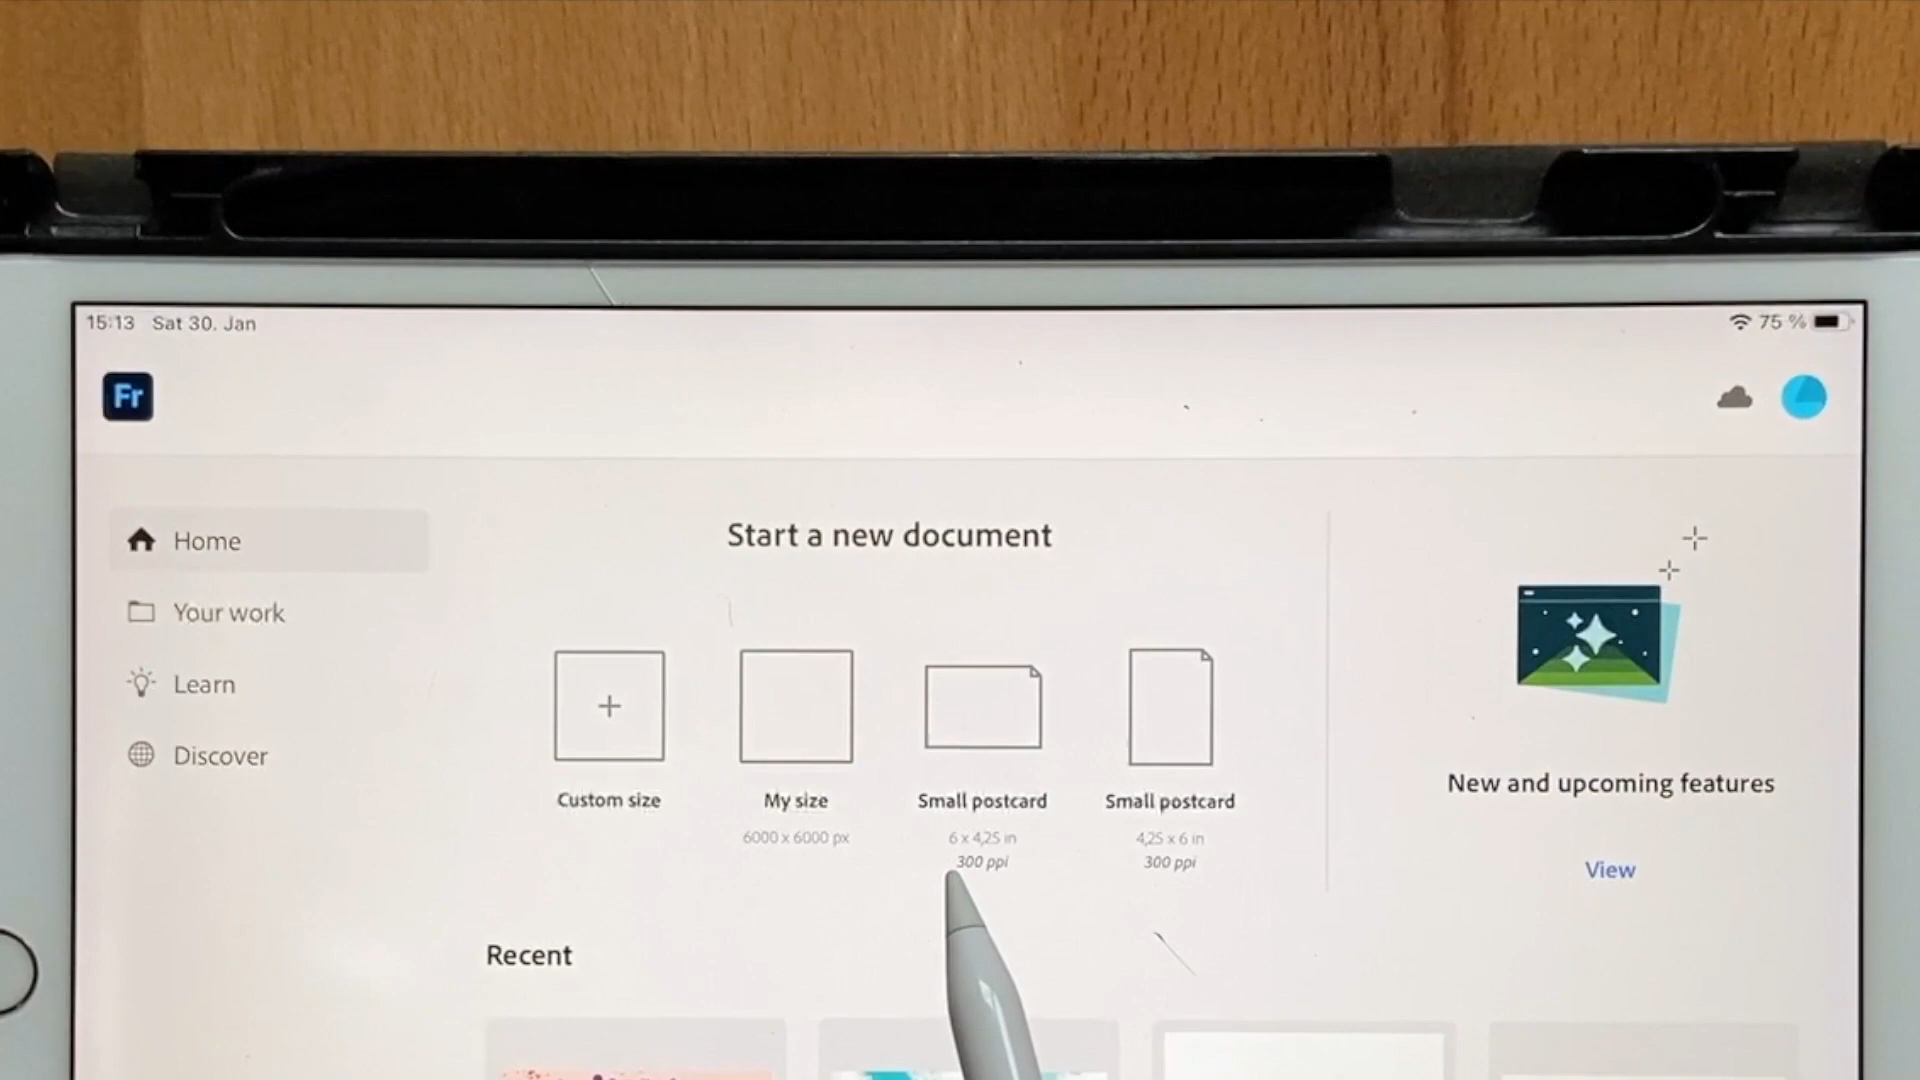 15:13 Sat 30. Jan
75 %
Fr
Home
Your work
Learn
Discover
Start a new document
Custom size
My size
6000 x 6000 px
Small postcard
6 x 4,25 in
300 ppi
Small postcard
4,25 x 6 in
300 ppi
New and upcoming features
View
Recent